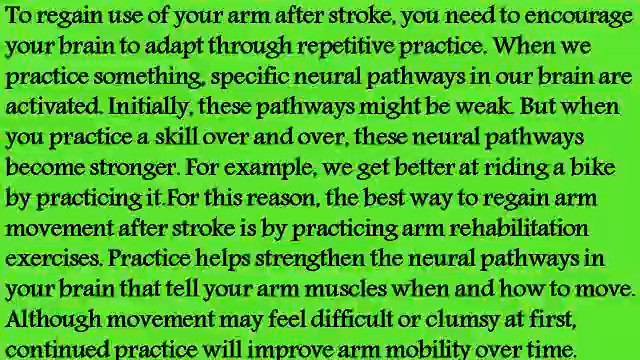 To regain use of your arm after stroke, you need to encourage
your brain to adapt through repetitive practice. When we
practice something, specific neural pathways in our brain are
activated. Initially, these pathways might be weak. But when
you practice a skill over and over, these neural pathways
become stronger. For example, we get better at riding a bike
by practicing it.For this reason, the best way to regain arm
movement after stroke is by practicing arm rehabilitation
exercises. Practice helps strengthen the neural pathways in
your brain that tell your arm muscles when and how to move.
Although movement may feel difficult or clumsy at first,
continued practice will improve arm mobility over time.